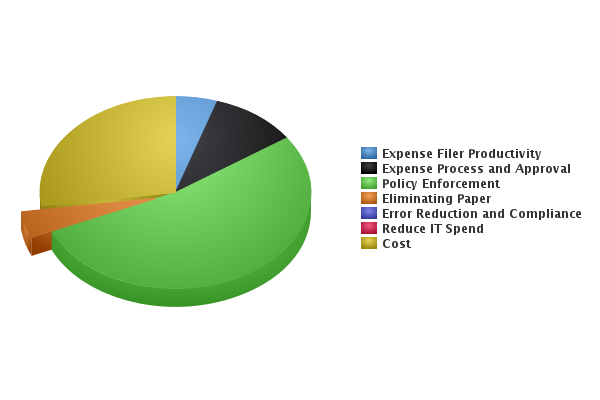 Expense Filer Productivity
Expense Process and Approval
Policy Enforcement
Eliminating Paper
Error Reduction and Compliance
Reduce IT Spend
Cost